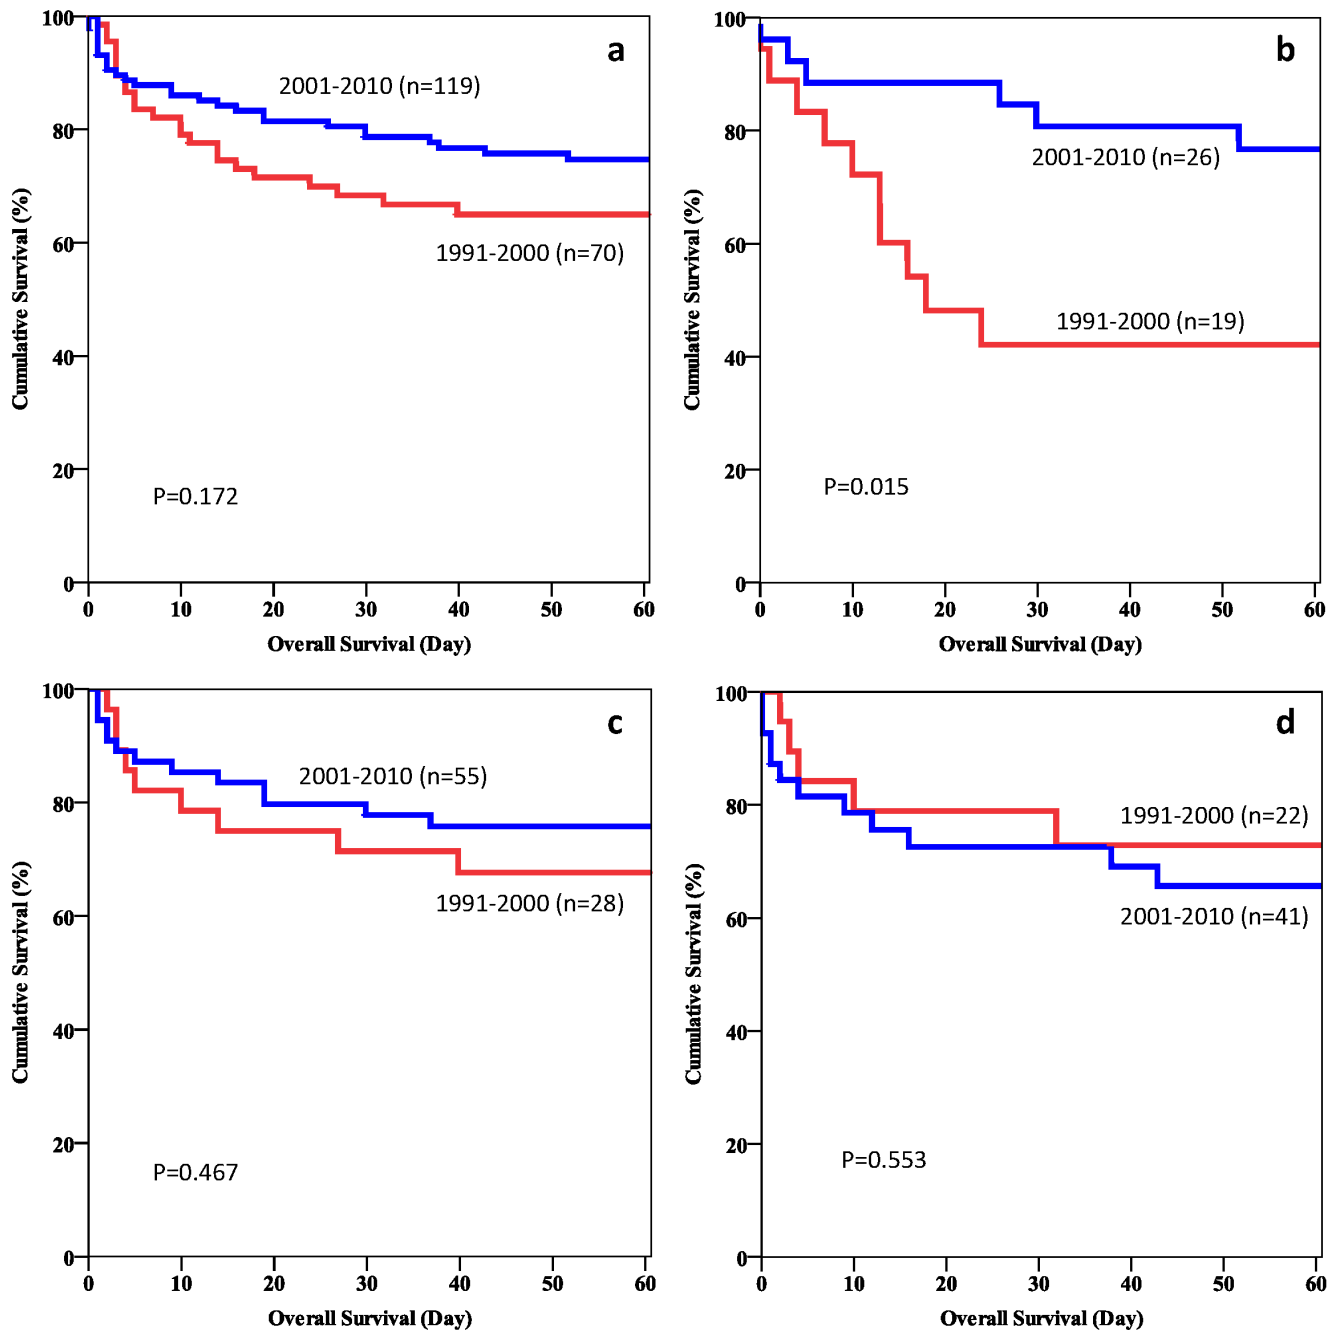 a
100
80
60
40
20
0
Cumulative Survival (%)
2001-2010 (n=119)
1991-2000 (n=70)
P=0.172
0 10 20 30 40 50 60
Overall Survival (Day)
b
100
80
60
40
20
0
Cumulative Survival (%)
2001-2010 (n=26)
1991-2000 (n=19)
P=0.015
0 10 20 30 40 50 60
Overall Survival (Day)
c
100
80
60
40
20
0
Cumulative Survival (%)
2001-2010 (n=55)
1991-2000 (n=28)
P=0.467
0 10 20 30 40 50 60
Overall Survival (Day)
d
100
80
60
40
20
0
Cumulative Survival (%)
1991-2000 (n=22)
2001-2010 (n=41)
P=0.553
0 10 20 30 40 50 60
Overall Survival (Day)